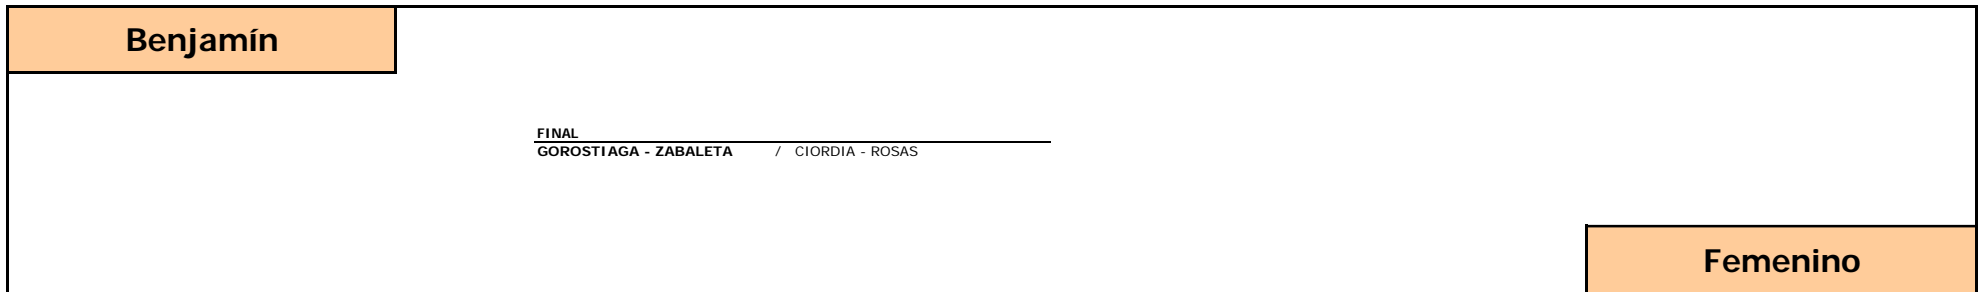 Benjamín
FINAL
GOROSTIAGA - ZABALETA / CIORDIA - ROSAS
Femenino